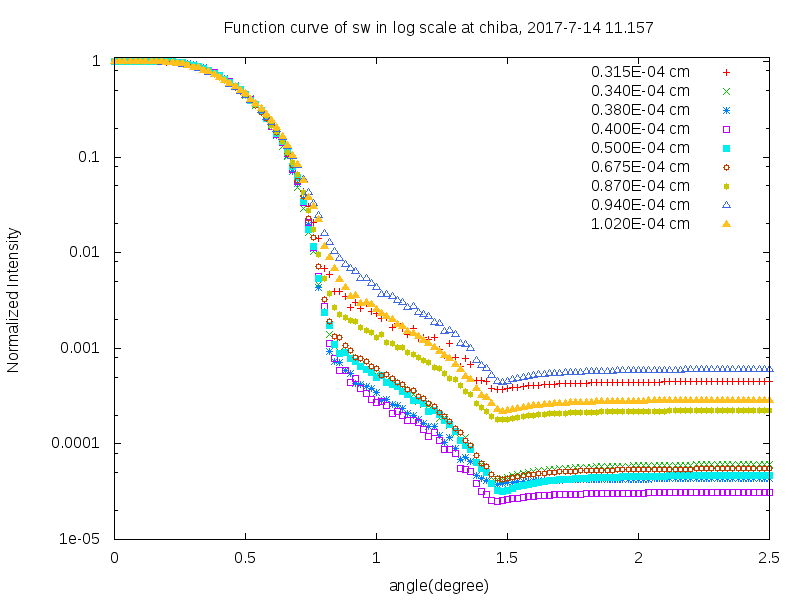 Function curve of sw in log scale at chiba, 2017-7-14 11.157
1
0.1
0.01
0.001
0.0001
1e-05
Normalized Intensity
0.315E-04 cm
0.340E-04 cm
0.380E-04 cm
0.400E-04 cm
0.500E-04 cm
0.675E-04 cm
0.870E-04 cm
0.940E-04 cm
1.020E-04 cm
0 0.5 1 1.5 2 2.5
angle(degree)